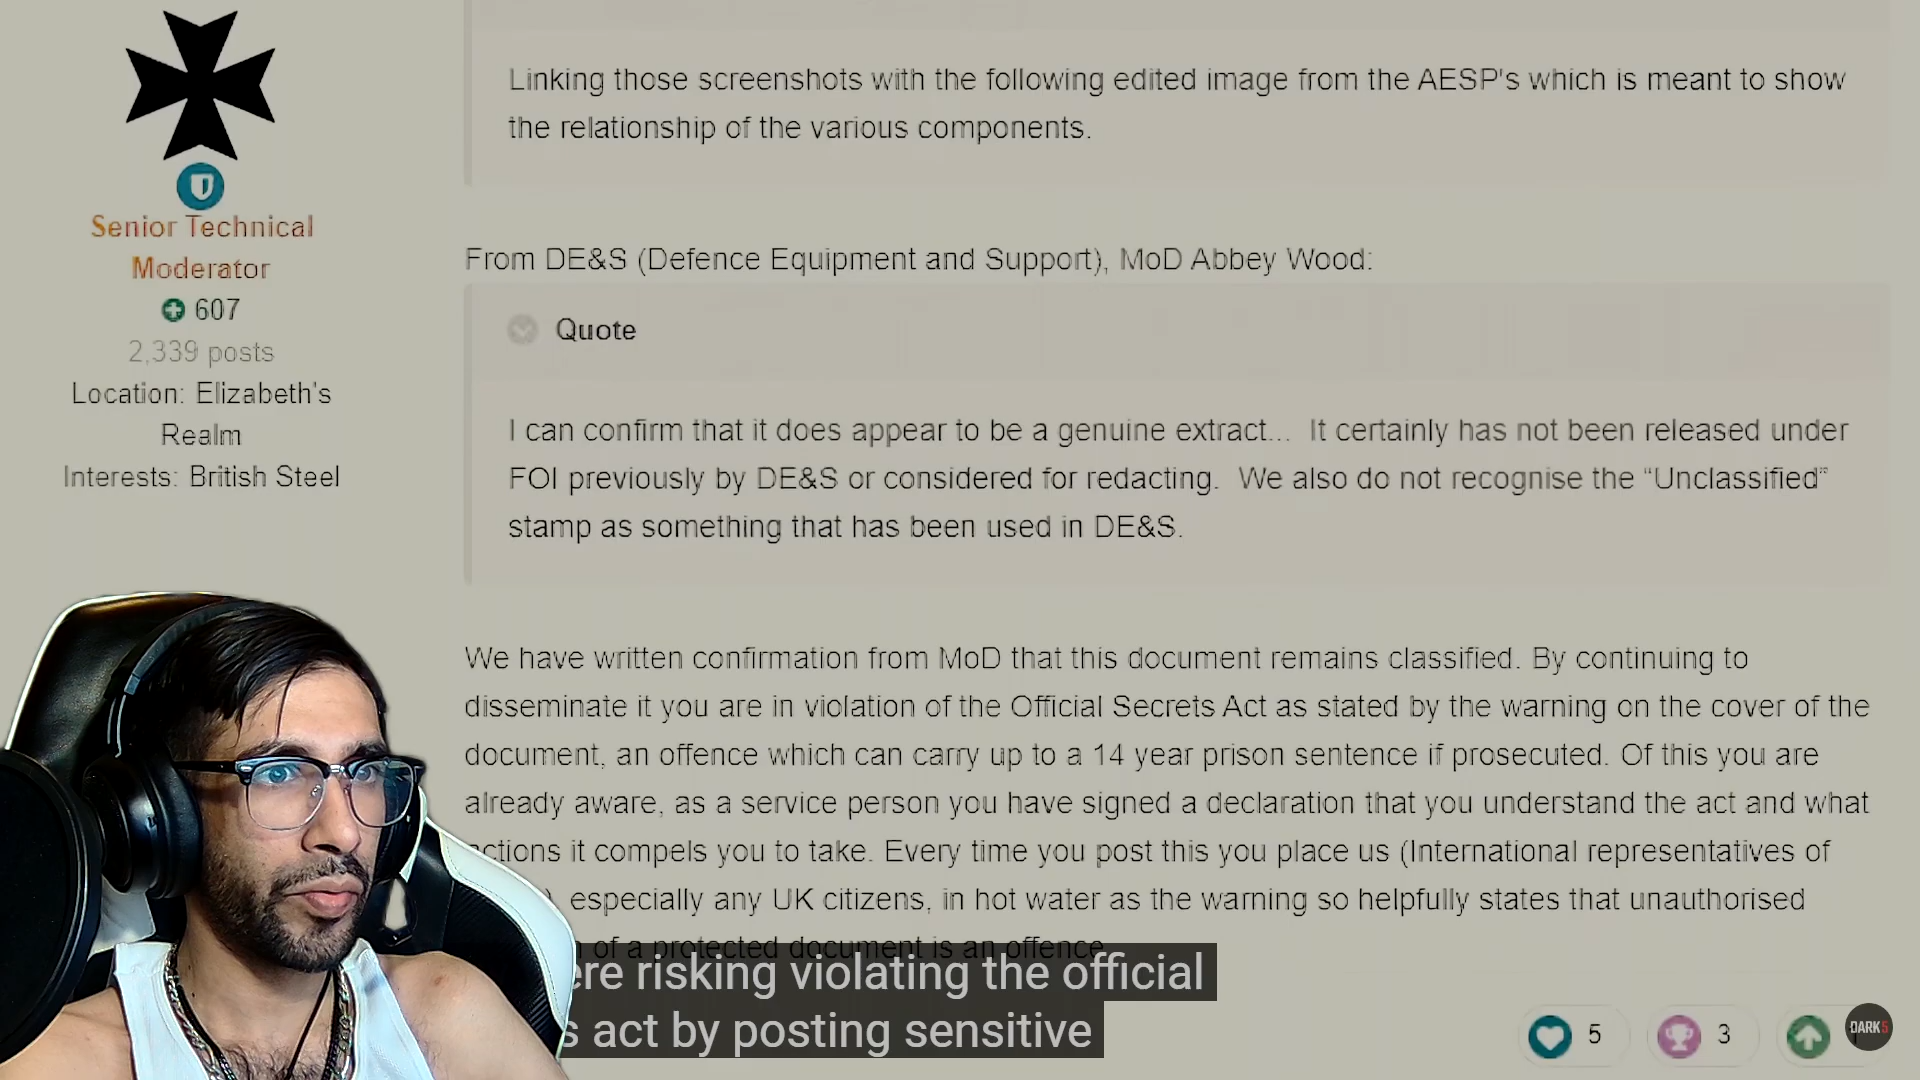 Linking those screenshots with the following edited image from the AESP's which is meant to show
the relationship of the various components.
Senior Technical
Moderator
607
2,339 posts
Location: Elizabeth's
Realm
Interests: British Steel
From DE&S (Defence Equipment and Support), MoD Abbey Wood:
Quote
I can confirm that it does appear to be a genuine extract... It certainly has not been released under
FOI previously by DE&S or considered for redacting. We also do not recognise the “Unclassified”
stamp as something that has been used in DE&S.
We have written confirmation from MoD that this document remains classified. By continuing to
disseminate it you are in violation of the Official Secrets Act as stated by the warning on the cover of the
document, an offence which can carry up to a 14 year prison sentence if prosecuted. Of this you are
already aware, as a service person you have signed a declaration that you understand the act and what
actions it compels you to take. Every time you post this you place us (International representatives of
especially any UK citizens, in hot water as the warning so helpfully states that unauthorised
of a protected document is an offence.
risking violating the official
act by posting sensitive
5
3
1
DARK5